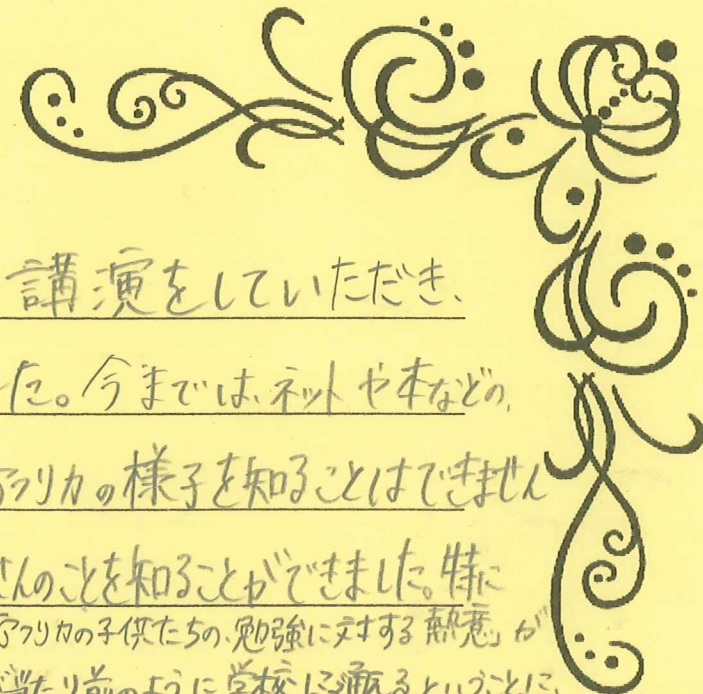 講演をしていただき、
た。今までは、ネットや本などの、
アフリカの様子を知ることはできません
さんのことを知ることができました。特に
アフリカの子供たちの、勉強に対する熱意」が
当たり前のように学校に通えるということに、